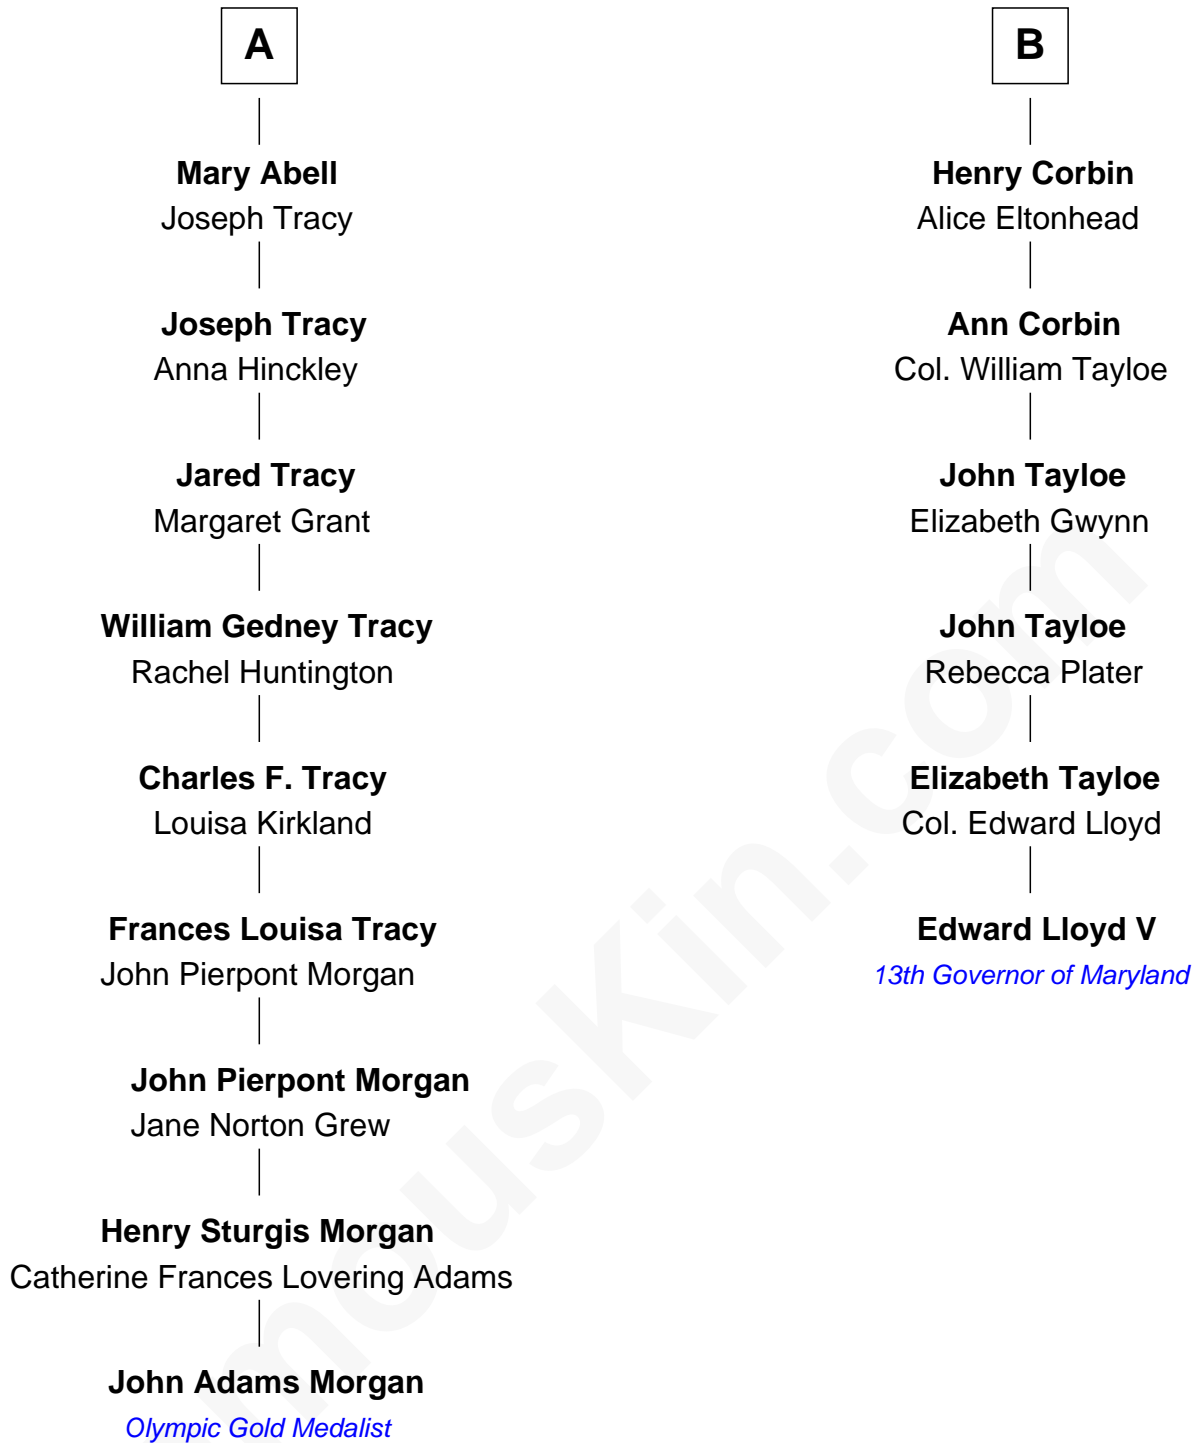 A
Mary Abell
Joseph Tracy
Joseph Tracy
Anna Hinckley
Jared Tracy
Margaret Grant
William Gedney Tracy
Rachel Huntington
Charles F. Tracy
Louisa Kirkland
Frances Louisa Tracy
John Pierpont Morgan
John Pierpont Morgan
Jane Norton Grew
Henry Sturgis Morgan
Catherine Frances Lovering Adams
John Adams Morgan
Olympic Gold Medalist
B
Henry Corbin
Alice Eltonhead
Ann Corbin
Col. William Tayloe
John Tayloe
Elizabeth Gwynn
John Tayloe
Rebecca Plater
Elizabeth Tayloe
Col. Edward Lloyd
Edward Lloyd V
13th Governor of Maryland
mouskin.com